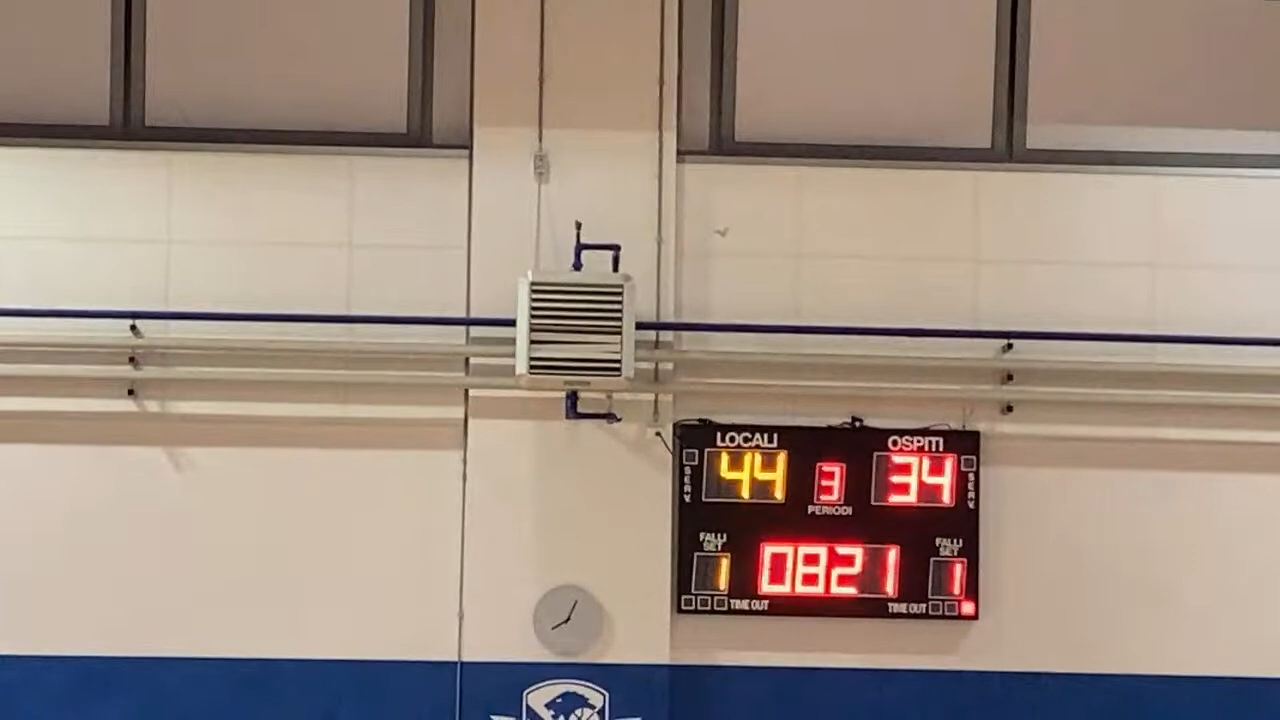 LOCALI
OSPITI
44
3
34
SERV.
SERV.
PERIODI
FALLI
SET
FALLI
SET
1
0821
1
TIME OUT
TIME OUT